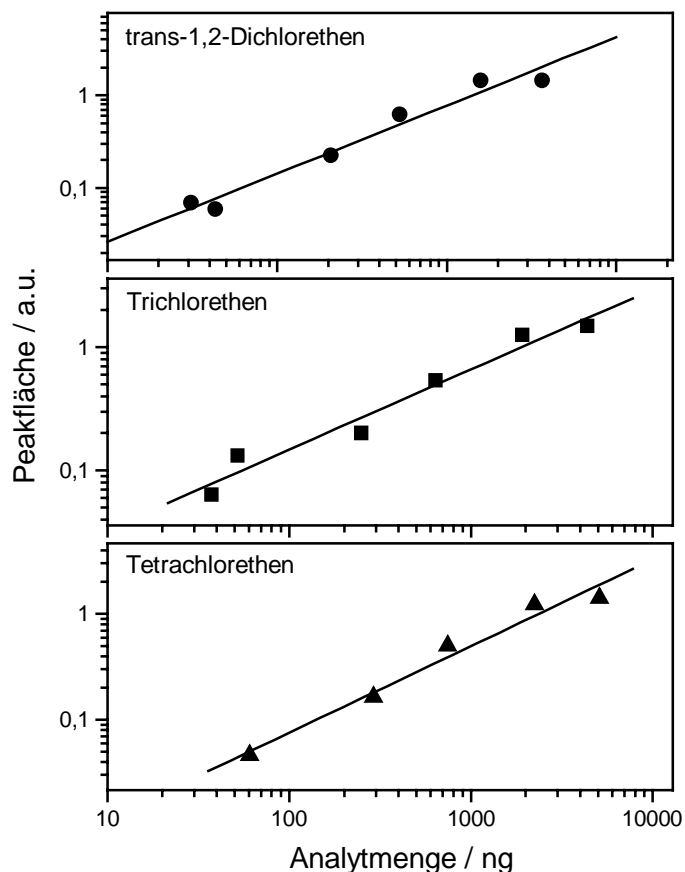 trans-1,2-Dichlorethen
1
0,1
Trichlorethen
1
0,1
Peakfläche / a.u.
Tetrachlorethen
1
0,1
10 100 1000 10000
Analytmenge / ng